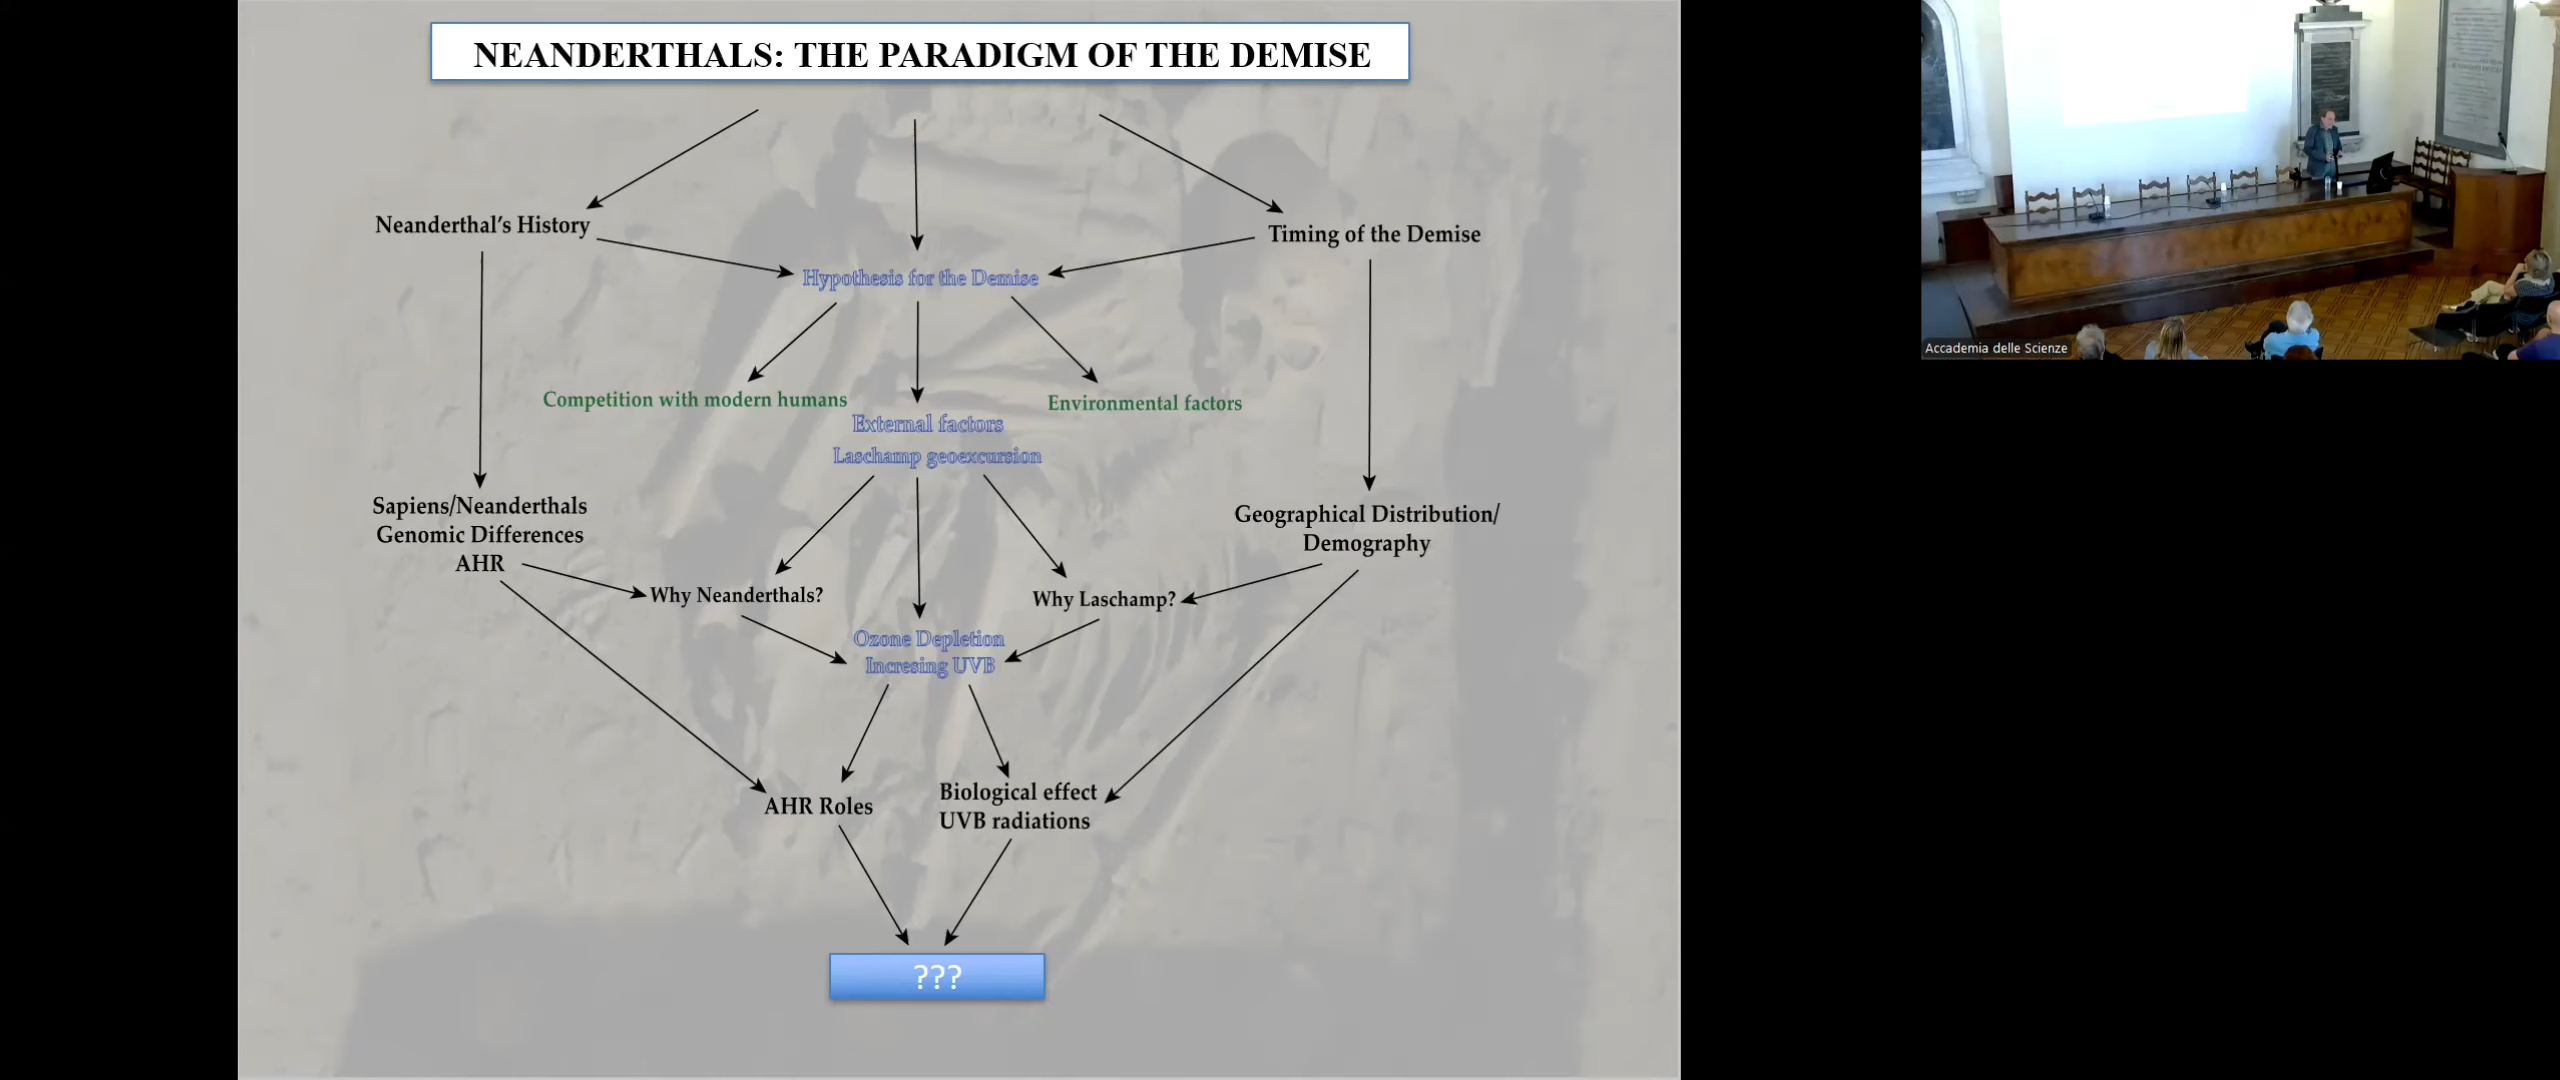 NEANDERTHALS: THE PARADIGM OF THE DEMISE
Neanderthal's History
Timing of the Demise
Hypothesis for the Demise
Competition with modern humans
Environmental factors
External factors
Laschamp geoexcursion
Sapiens/Neanderthals
Genomic Differences
AHR
Geographical Distribution/
Demography
Why Neanderthals?
Why Laschamp?
Ozone Depletion
Incresing UVB
AHR Roles
Biological effect
UVB radiations
???
Accademia delle Scienze